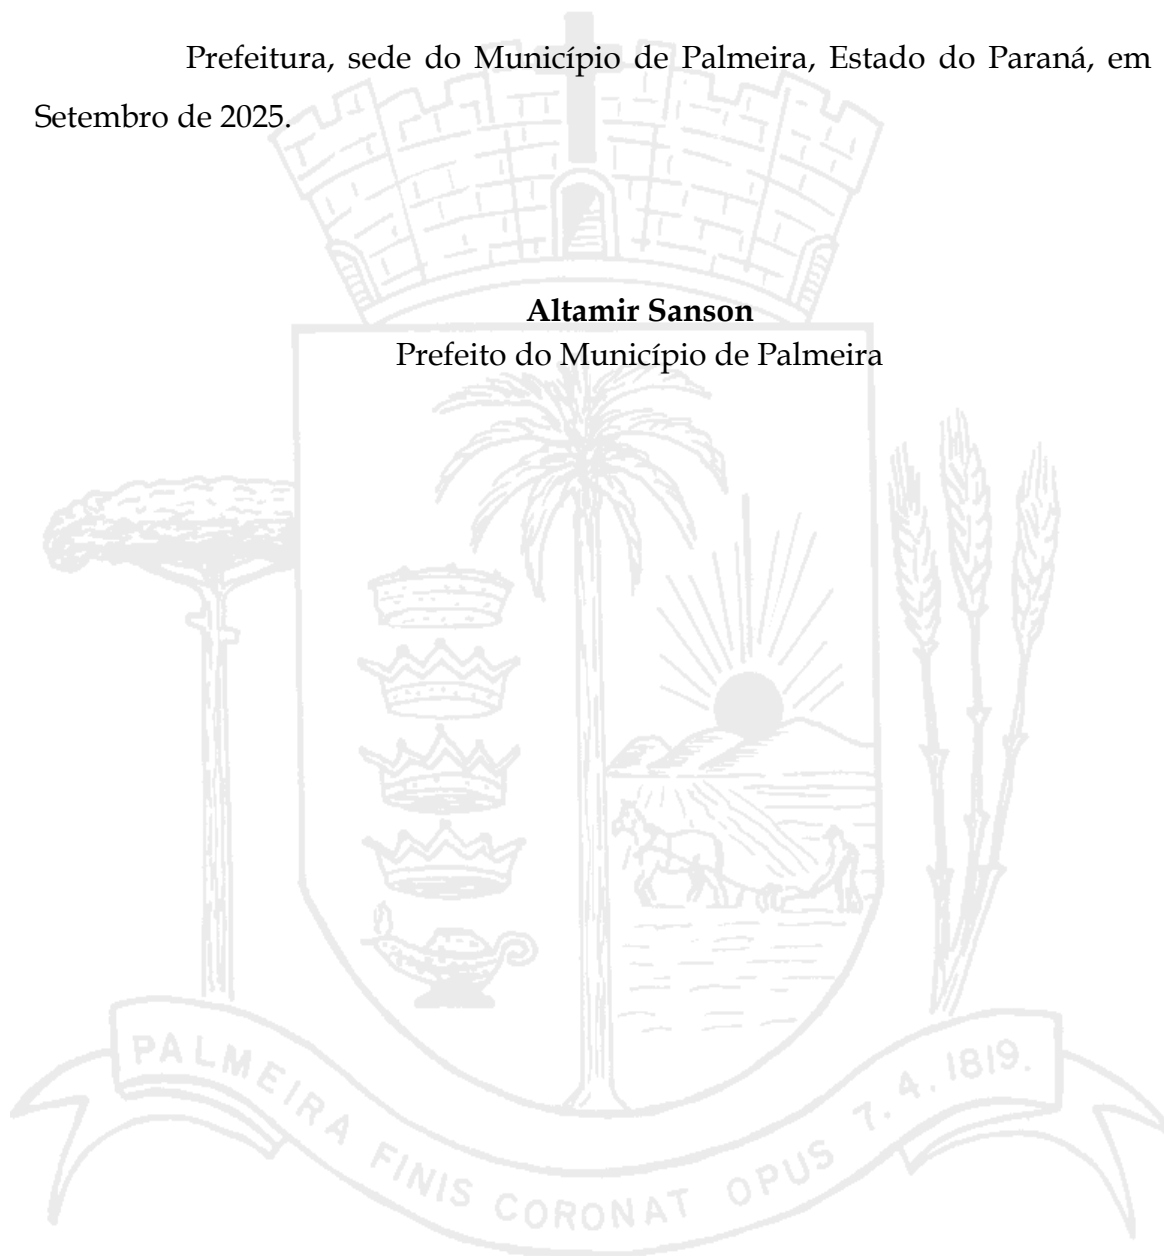 Prefeitura, sede do Município de Palmeira, Estado do Paraná, em
Setembro de 2025.
Altamir Sanson
Prefeito do Município de Palmeira
PALMEIRA FINIS CORONAT OPUS 7.4.1819.